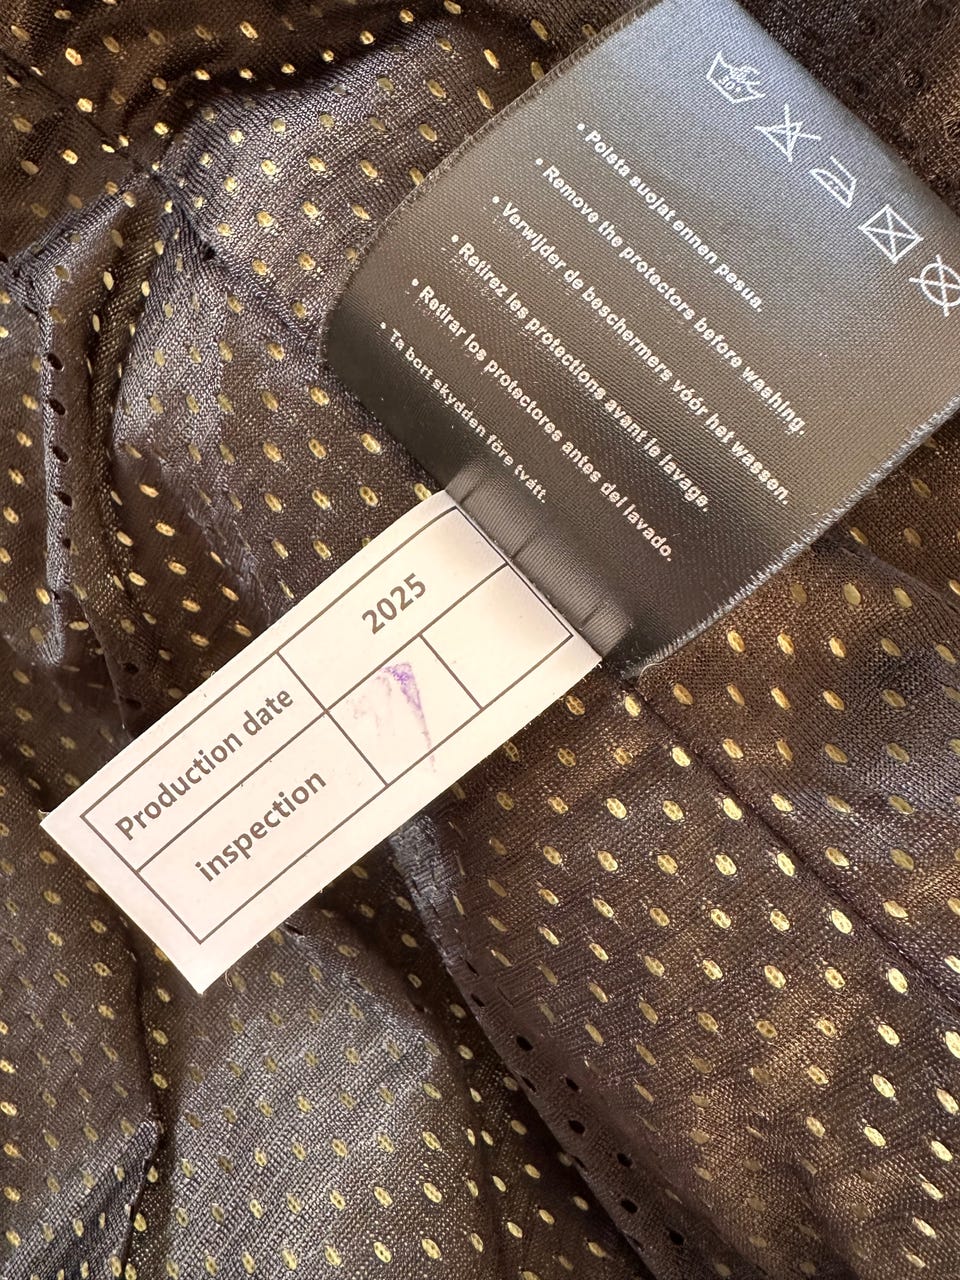 • Poista suojat ennen pesua.
• Remove the protectors before washing.
• Verwijder de beschermers vóór het wassen.
• Retirez les protections avant le lavage.
• Retirar los protectores antes del lavado.
• Ta bort skydden före tvätt.
Production date 2025
inspection